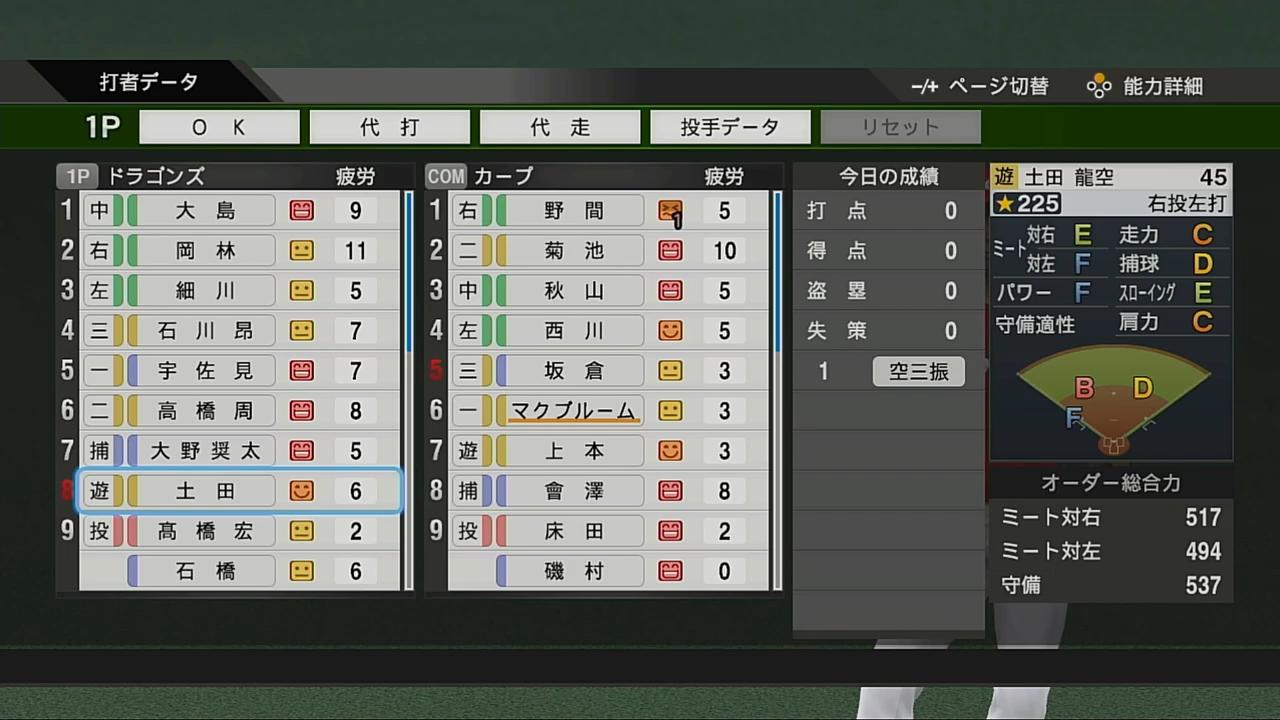 打者データ
-/+ ページ切替 能力詳細
1P OK 代打 代走 投手データ リセット
1P ドラゴンズ 疲労
1 中 大島 9
2 右 岡林 11
3 左 細川 5
4 三 石川昂 7
5 一 宇佐見 7
6 二 高橋周 8
7 捕 大野奨太 5
8 遊 土田 6
9 投 髙橋宏 2
石橋 6
COM カープ 疲労
1 右 野間 1 5
2 二 菊池 10
3 中 秋山 5
4 左 西川 5
5 三 坂倉 3
6 一 マクブルーム 3
7 遊 上本 3
8 捕 會澤 8
9 投 床田 2
磯村 0
今日の成績
打点 0
得点 0
盗塁 0
失策 0
1 空三振
遊 土田 龍空 45
★225 右投左打
ミート 対右 E 走力 C
対左 F 捕球 D
パワー F スローイング E
守備適性 肩力 C
B D
F
オーダー総合力
ミート対右 517
ミート対左 494
守備 537